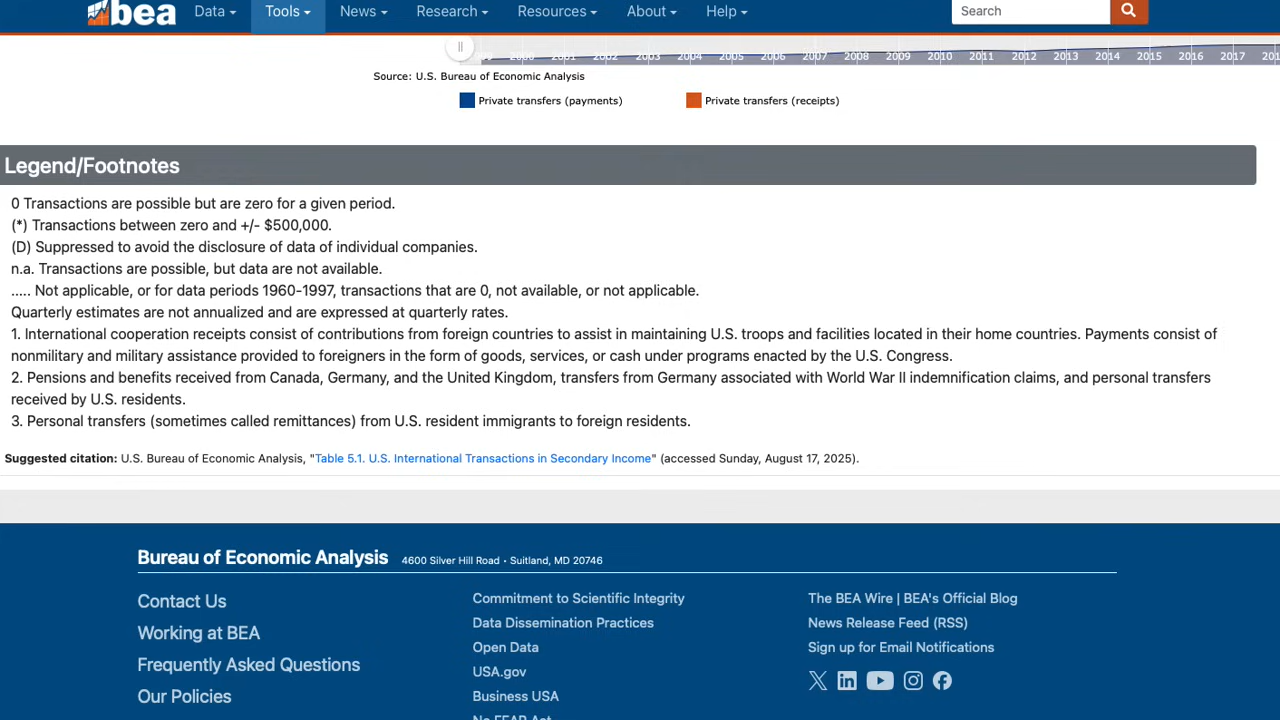 bea
Data
Tools
News
Research
Resources
About
Help
Search
2000 2001 2002 2003 2004 2005 2006 2007 2008 2009 2010 2011 2012 2013 2014 2015 2016 2017
Source: U.S. Bureau of Economic Analysis
Private transfers (payments)
Private transfers (receipts)
Legend/Footnotes
0 Transactions are possible but are zero for a given period.
(*) Transactions between zero and +/- $500,000.
(D) Suppressed to avoid the disclosure of data of individual companies.
n.a. Transactions are possible, but data are not available.
..... Not applicable, or for data periods 1960-1997, transactions that are 0, not available, or not applicable.
Quarterly estimates are not annualized and are expressed at quarterly rates.
1. International cooperation receipts consist of contributions from foreign countries to assist in maintaining U.S. troops and facilities located in their home countries. Payments consist of
nonmilitary and military assistance provided to foreigners in the form of goods, services, or cash under programs enacted by the U.S. Congress.
2. Pensions and benefits received from Canada, Germany, and the United Kingdom, transfers from Germany associated with World War II indemnification claims, and personal transfers
received by U.S. residents.
3. Personal transfers (sometimes called remittances) from U.S. resident immigrants to foreign residents.
Suggested citation: U.S. Bureau of Economic Analysis, "Table 5.1. U.S. International Transactions in Secondary Income" (accessed Sunday, August 17, 2025).
Bureau of Economic Analysis 4600 Silver Hill Road • Suitland, MD 20746
Contact Us
Working at BEA
Frequently Asked Questions
Our Policies
Commitment to Scientific Integrity
Data Dissemination Practices
Open Data
USA.gov
Business USA
No FEAR Act
The BEA Wire | BEA's Official Blog
News Release Feed (RSS)
Sign up for Email Notifications